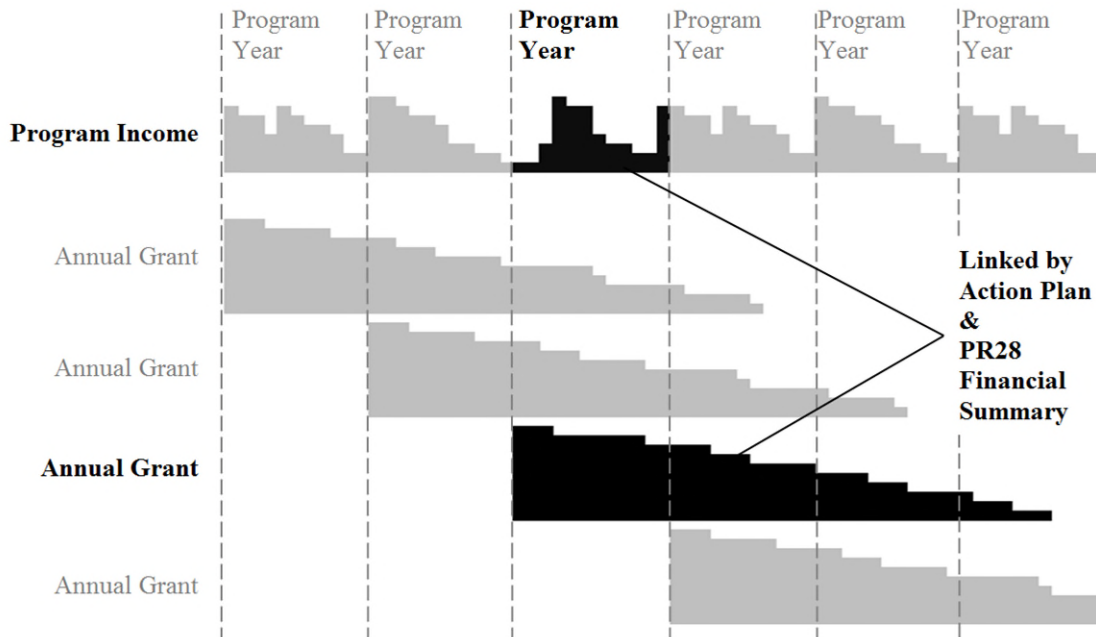 Program
Year
Program
Year
Program
Year
Program
Year
Program
Year
Program
Year
Program Income
Annual Grant
Linked by
Action Plan
&
PR28
Financial
Summary
Annual Grant
Annual Grant
Annual Grant